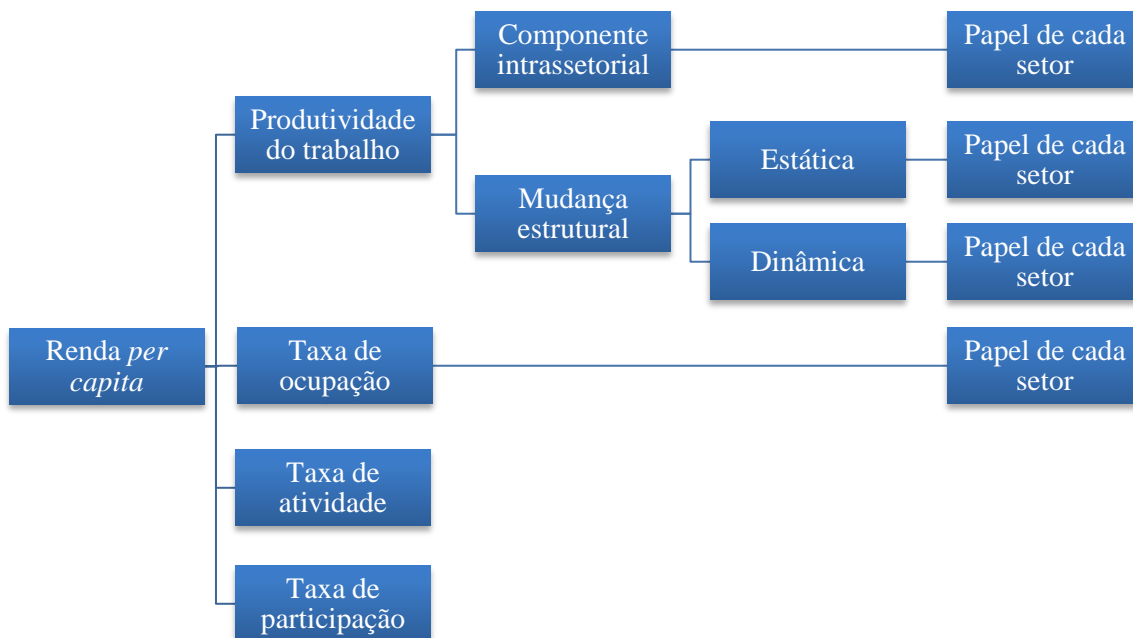 Componente
intrassetorial
Papel de cada
setor
Produtividade
do trabalho
Estática
Papel de cada
setor
Mudança
estrutural
Dinâmica
Papel de cada
setor
Renda per
capita
Taxa de
ocupação
Papel de cada
setor
Taxa de
atividade
Taxa de
participação